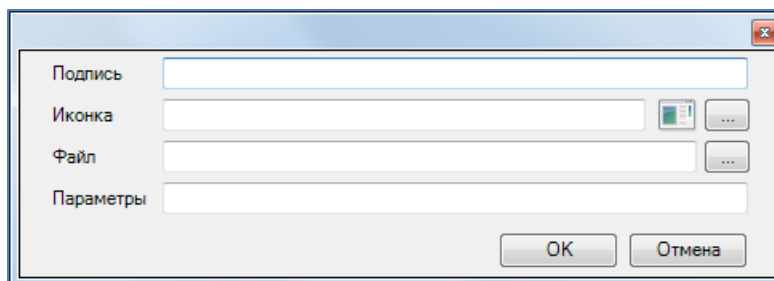 Подпись
Иконка ...
Файл ...
Параметры
OK Отмена